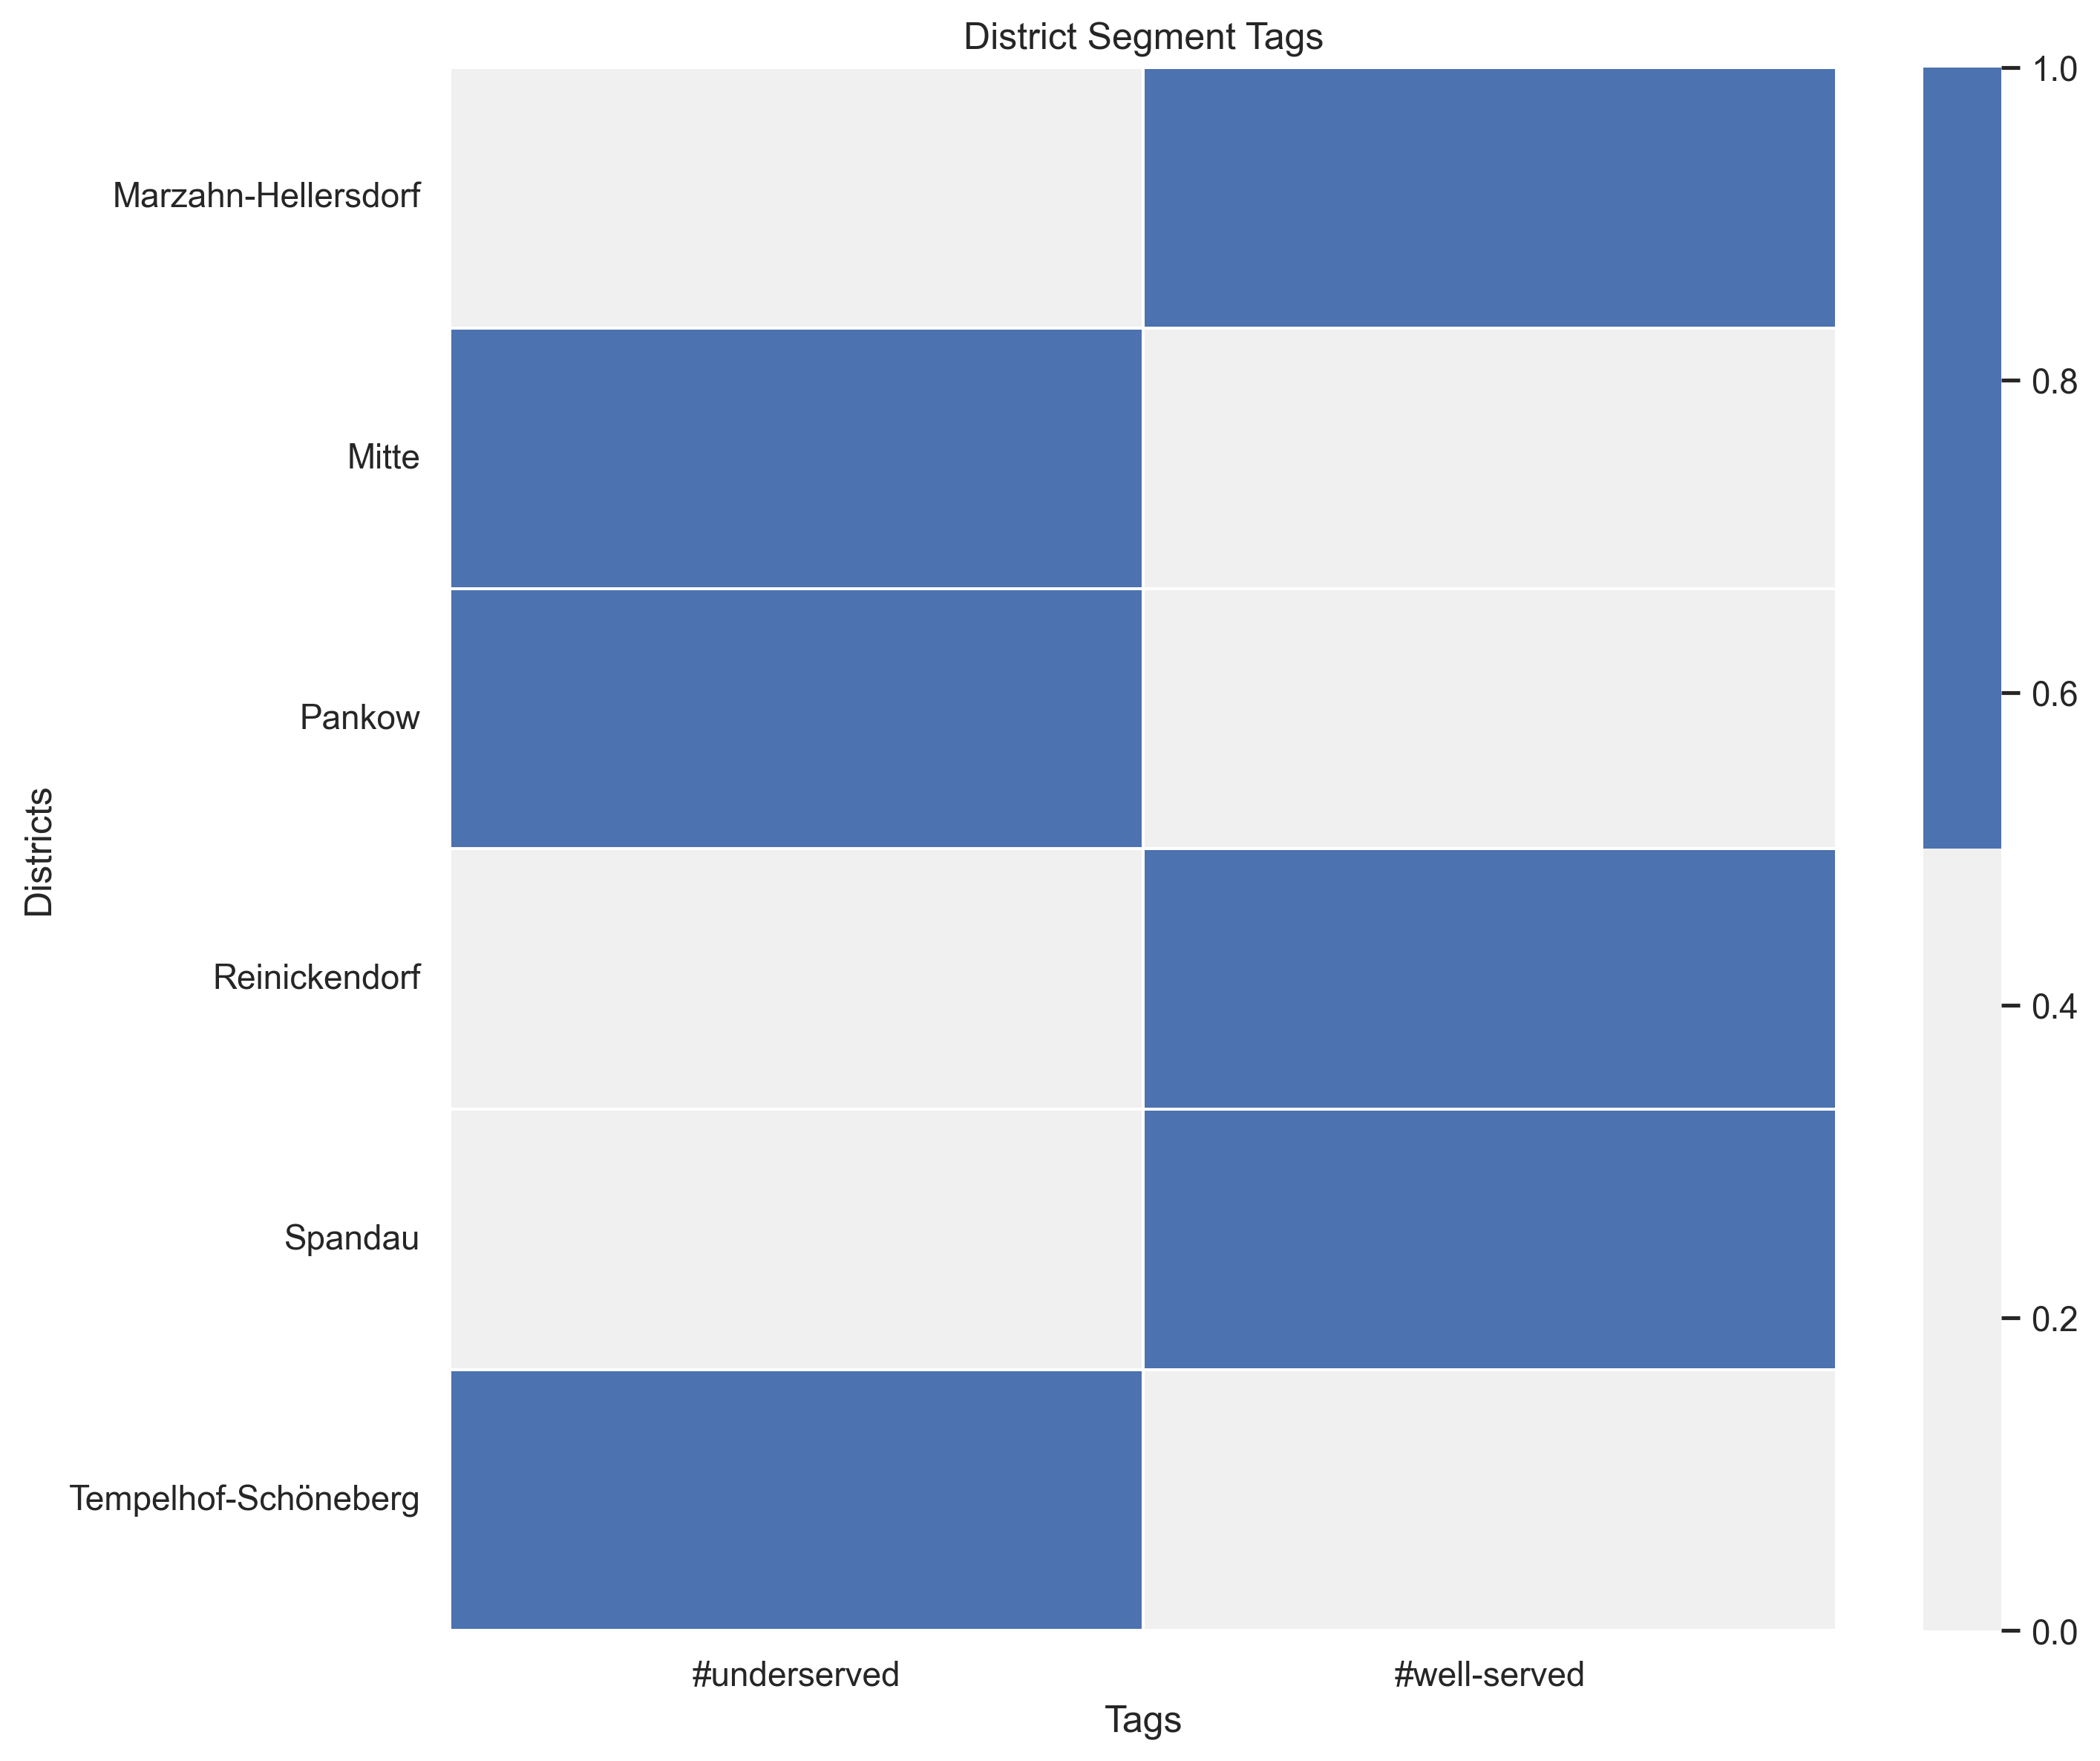 District Segment Tags
Marzahn-Hellersdorf
Mitte
Pankow
Reinickendorf
Spandau
Tempelhof-Schöneberg
Districts
#underserved
#well-served
Tags
1.0
0.8
0.6
0.4
0.2
0.0